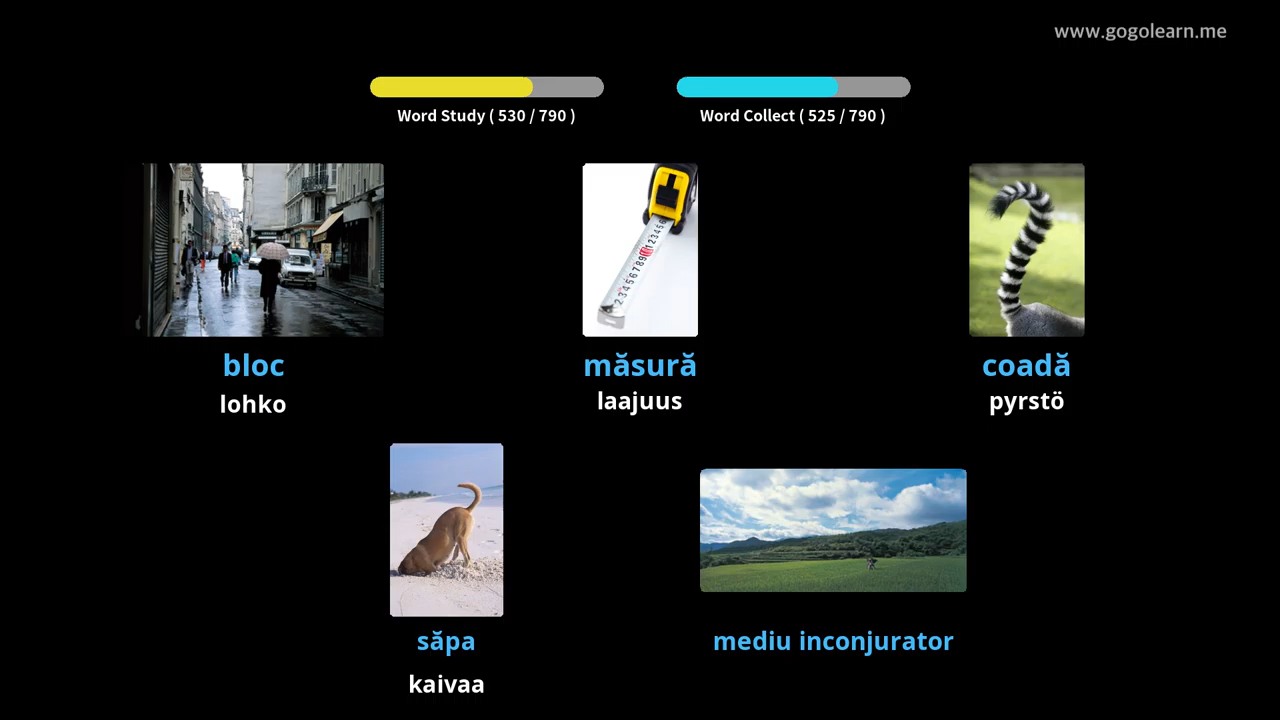 www.gogolearn.me
Word Study ( 530 / 790 )
Word Collect ( 525 / 790 )
bloc
lohko
măsură
laajuus
coadă
pyrstö
săpa
kaivaa
mediu inconjurator